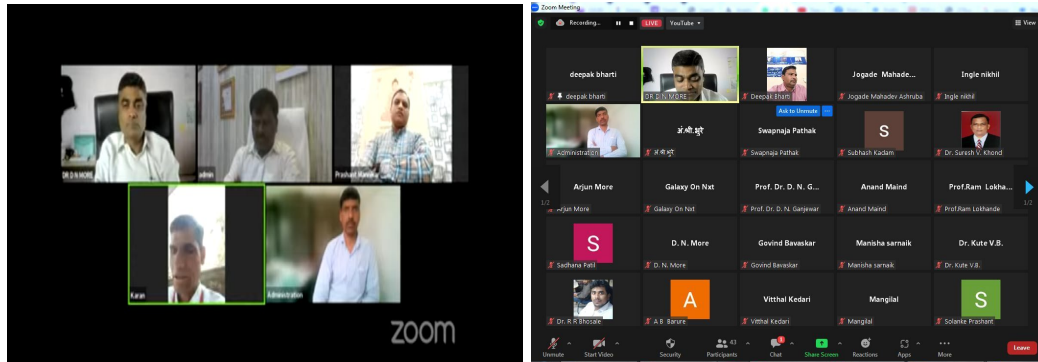 DR D N MORE
admin
Karan
Administration
zoom
Zoom Meeting
Recording...
LIVE
YouTube
View
deepak bharti
deepak bharti
DR D N MORE
Deepak Bharti
Jogade Mahade...
Jogade Mahadev Ashruba
Ingle nikhil
Ingle nikhil
Ask to Unmute
Administration
अं.श्री.भुरे
अं.श्री.भुरे
Swapnaja Pathak
Swapnaja Pathak
S
Subhash Kadam
Dr. Suresh V. Khond
1/2
Arjun More
Arjun More
Galaxy On Nxt
Galaxy On Nxt
Prof. Dr. D. N. G...
Prof. Dr. D. N. Ganjewar
Anand Maind
Anand Maind
Prof.Ram Lokha...
Prof.Ram Lokhande
1/2
S
Sadhana Patil
D. N. More
D. N. More
Govind Bavaskar
Govind Bavaskar
Manisha sarnaik
Manisha sarnaik
Dr. Kute V.B.
Dr. Kute V.B.
Dr. R R Bhosale
A
A B Barure
Vitthal Kedari
Vitthal Kedari
Mangilal
Mangilal
S
Solanke Prashant
Unmute
Start Video
Security
43
Participants
Chat
Share Screen
Reactions
Apps
More
Leave